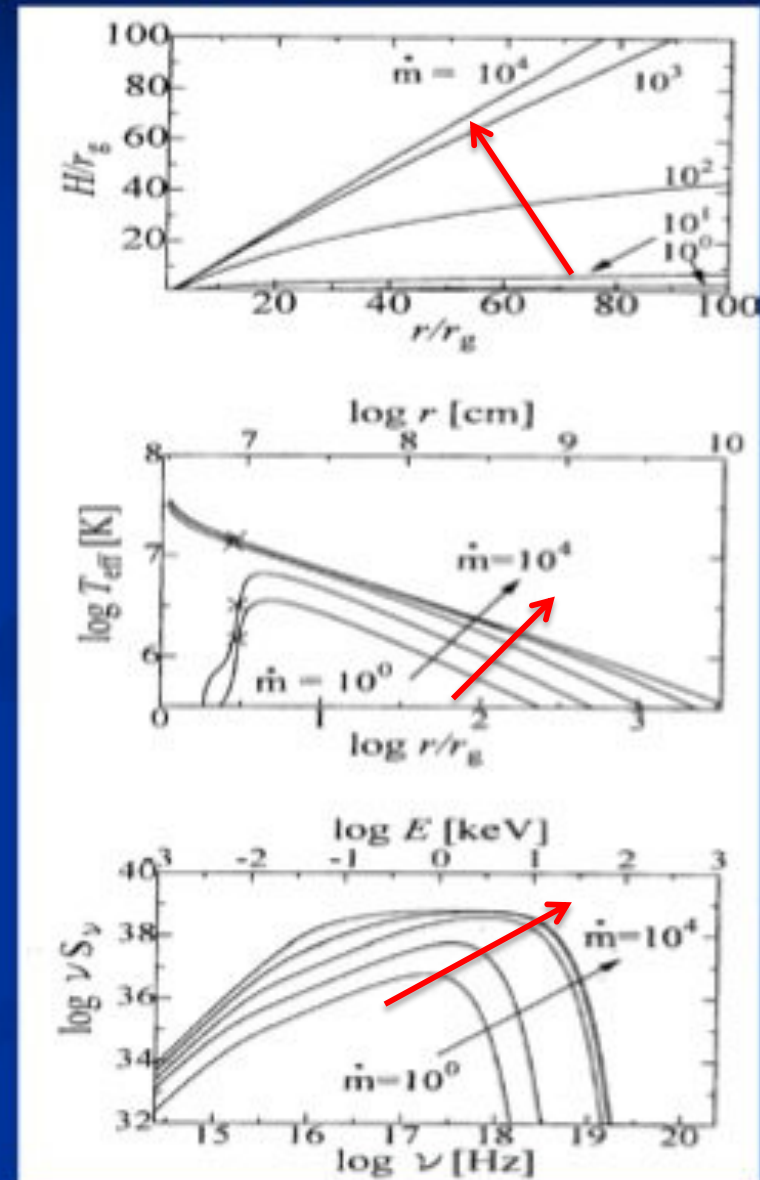 100
ṁ = 10⁴
10³
80
60
H/r_g
40
10²
10¹
20
10⁰
20 40 60 80 100
r/r_g
log r [cm]
7 8 9 10
8
log T_eff [K]
7
ṁ=10⁴
6
ṁ = 10⁰
0 1 2 3
log r/r_g
log E [keV]
-3 -2 -1 0 1 2 3
40
38
ṁ=10⁴
log νS_ν
36
34
ṁ=10⁰
32
15 16 17 18 19 20
log ν [Hz]